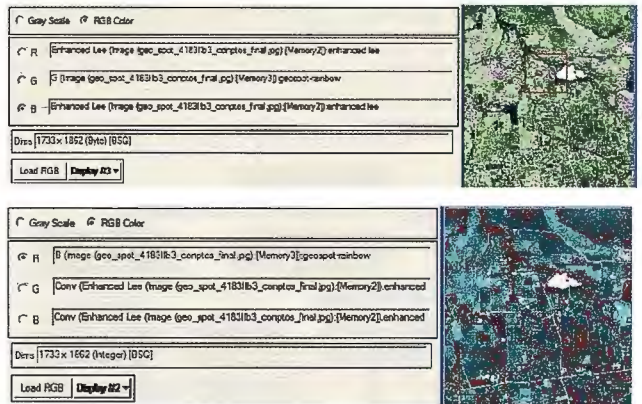 Gray Scale RGB Color
R Enhanced Lee (Image (geo_spot_4183lb3_conptos_final.jpg):[Memory2]):enhanced lee
G G (Image (geo_spot_4183lb3_conptos_final.jpg):[Memory3]):geospot-rainbow
B Enhanced Lee (Image (geo_spot_4183lb3_conptos_final.jpg):[Memory2]):enhanced lee
Dims 1733 x 1862 (Byte) [BSQ]
Load RGB Display #3
Gray Scale RGB Color
R B (Image (geo_spot_4183lb3_conptos_final.jpg):[Memory3]):geospot-rainbow
G Conv (Enhanced Lee (Image (geo_spot_4183lb3_conptos_final.jpg):[Memory2]):enhanced
B Conv (Enhanced Lee (Image (geo_spot_4183lb3_conptos_final.jpg):[Memory2]):enhanced
Dims 1733 x 1862 (Integer) [BSQ]
Load RGB Display #2